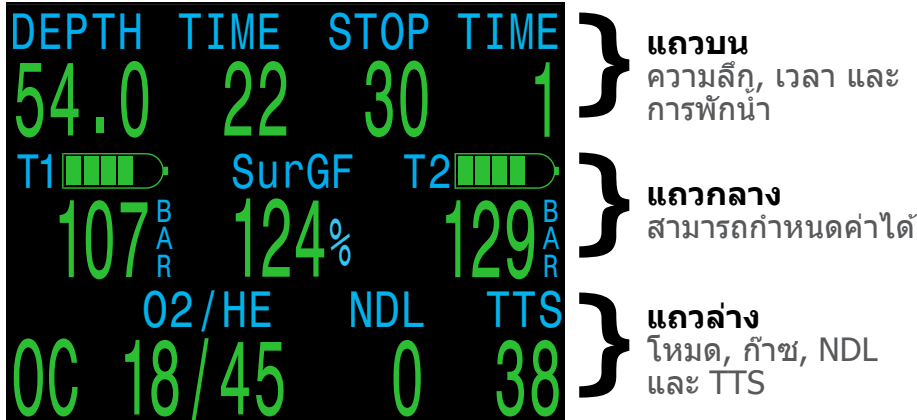 DEPTH TIME STOP TIME
54.0 22 30 1
T1 SurGF T2
107 BAR 124% 129 BAR
O2/HE NDL TTS
OC 18/45 0 38
แถวบน
ความลึก, เวลา และ
การพักน้ำ
แถวกลาง
สามารถกำหนดค่าได้
แถวล่าง
โหมด, ก๊าซ, NDL
และ TTS